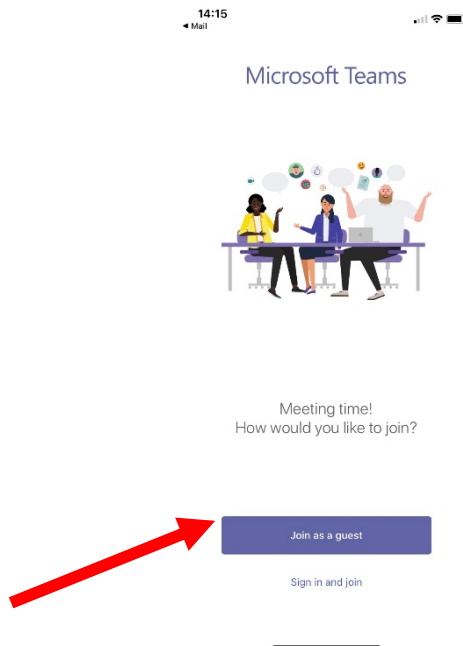 14:15
Mail
Microsoft Teams
Meeting time!
How would you like to join?
Join as a guest
Sign in and join